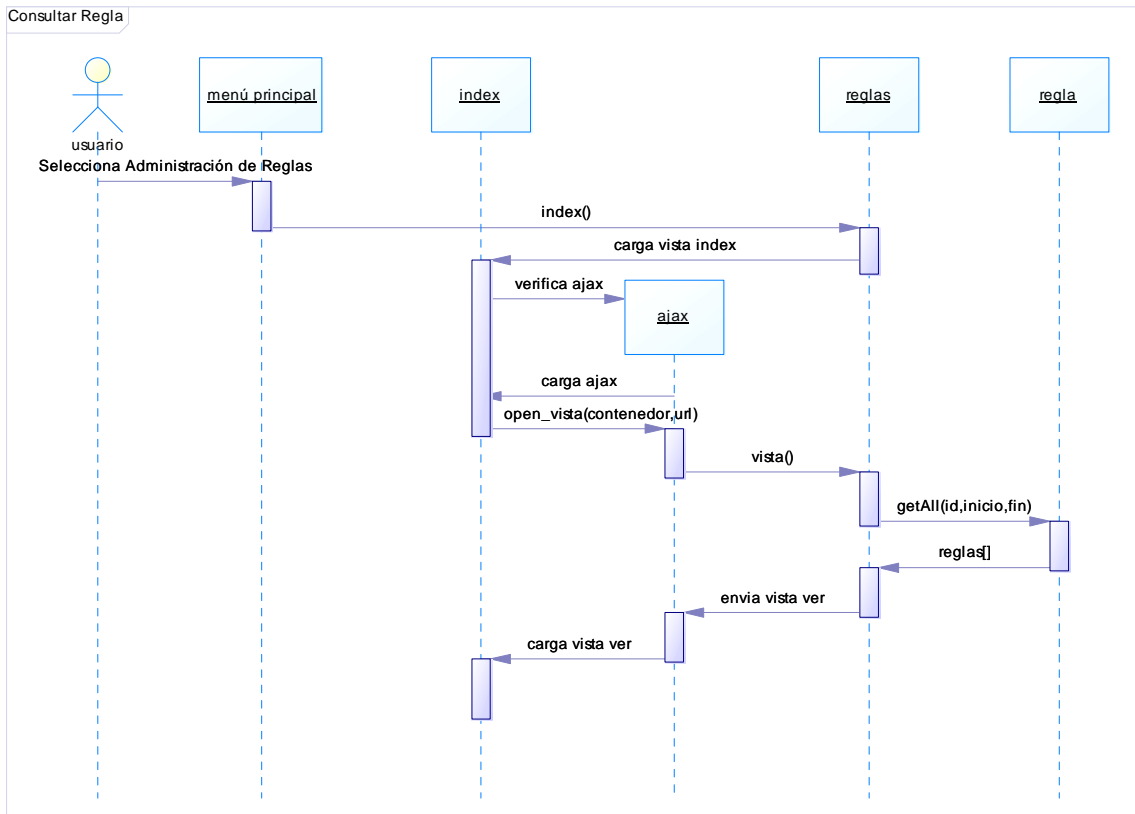 Consultar Regla
menú principal
index
reglas
regla
usuario
Selecciona Administración de Reglas
index()
carga vista index
verifica ajax
ajax
carga ajax
open_vista(contenedor,url)
vista()
getAll(id,inicio,fin)
reglas[]
envia vista ver
carga vista ver